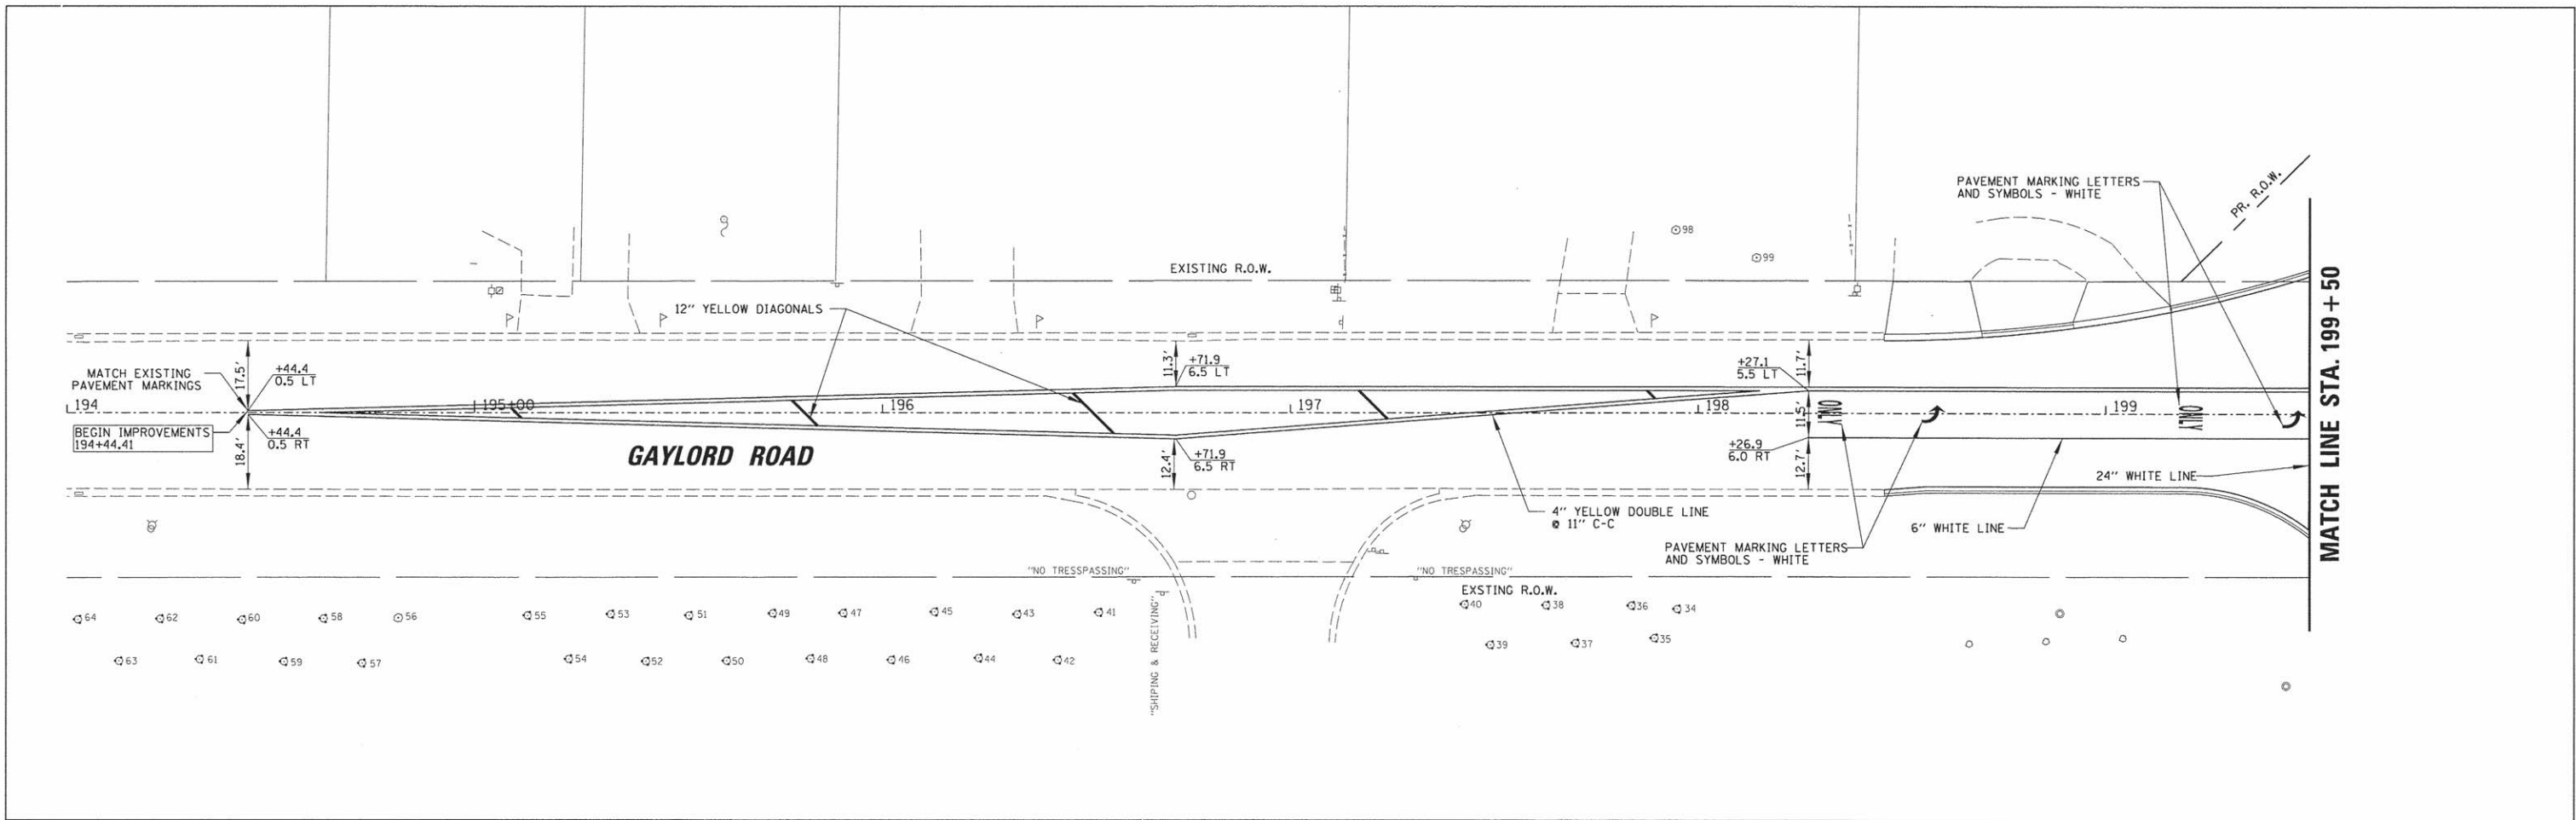 PAVEMENT MARKING LETTERS
AND SYMBOLS - WHITE
PR. R.O.W.
98
99
EXISTING R.O.W.
12" YELLOW DIAGONALS
MATCH EXISTING
PAVEMENT MARKINGS
17.5'
+44.4
0.5 LT
11.3'
+71.9
6.5 LT
+27.1
5.5 LT
11.7'
194
195+00
196
197
198
199
ONLY
ONLY
11.5'
BEGIN IMPROVEMENTS
194+44.41
+44.4
0.5 RT
18.4'
GAYLORD ROAD
12.4'
+71.9
6.5 RT
+26.9
6.0 RT
12.7'
24" WHITE LINE
4" YELLOW DOUBLE LINE
@ 11" C-C
6" WHITE LINE
PAVEMENT MARKING LETTERS
AND SYMBOLS - WHITE
MATCH LINE STA. 199+50
"NO TRESSPASSING"
"NO TRESPASSING"
EXSTING R.O.W.
"SHIPING & RECEIVING"
64 62 60 58 56 55 53 51 49 47 45 43 41 40 38 36 34
63 61 59 57 54 52 50 48 46 44 42 39 37 35